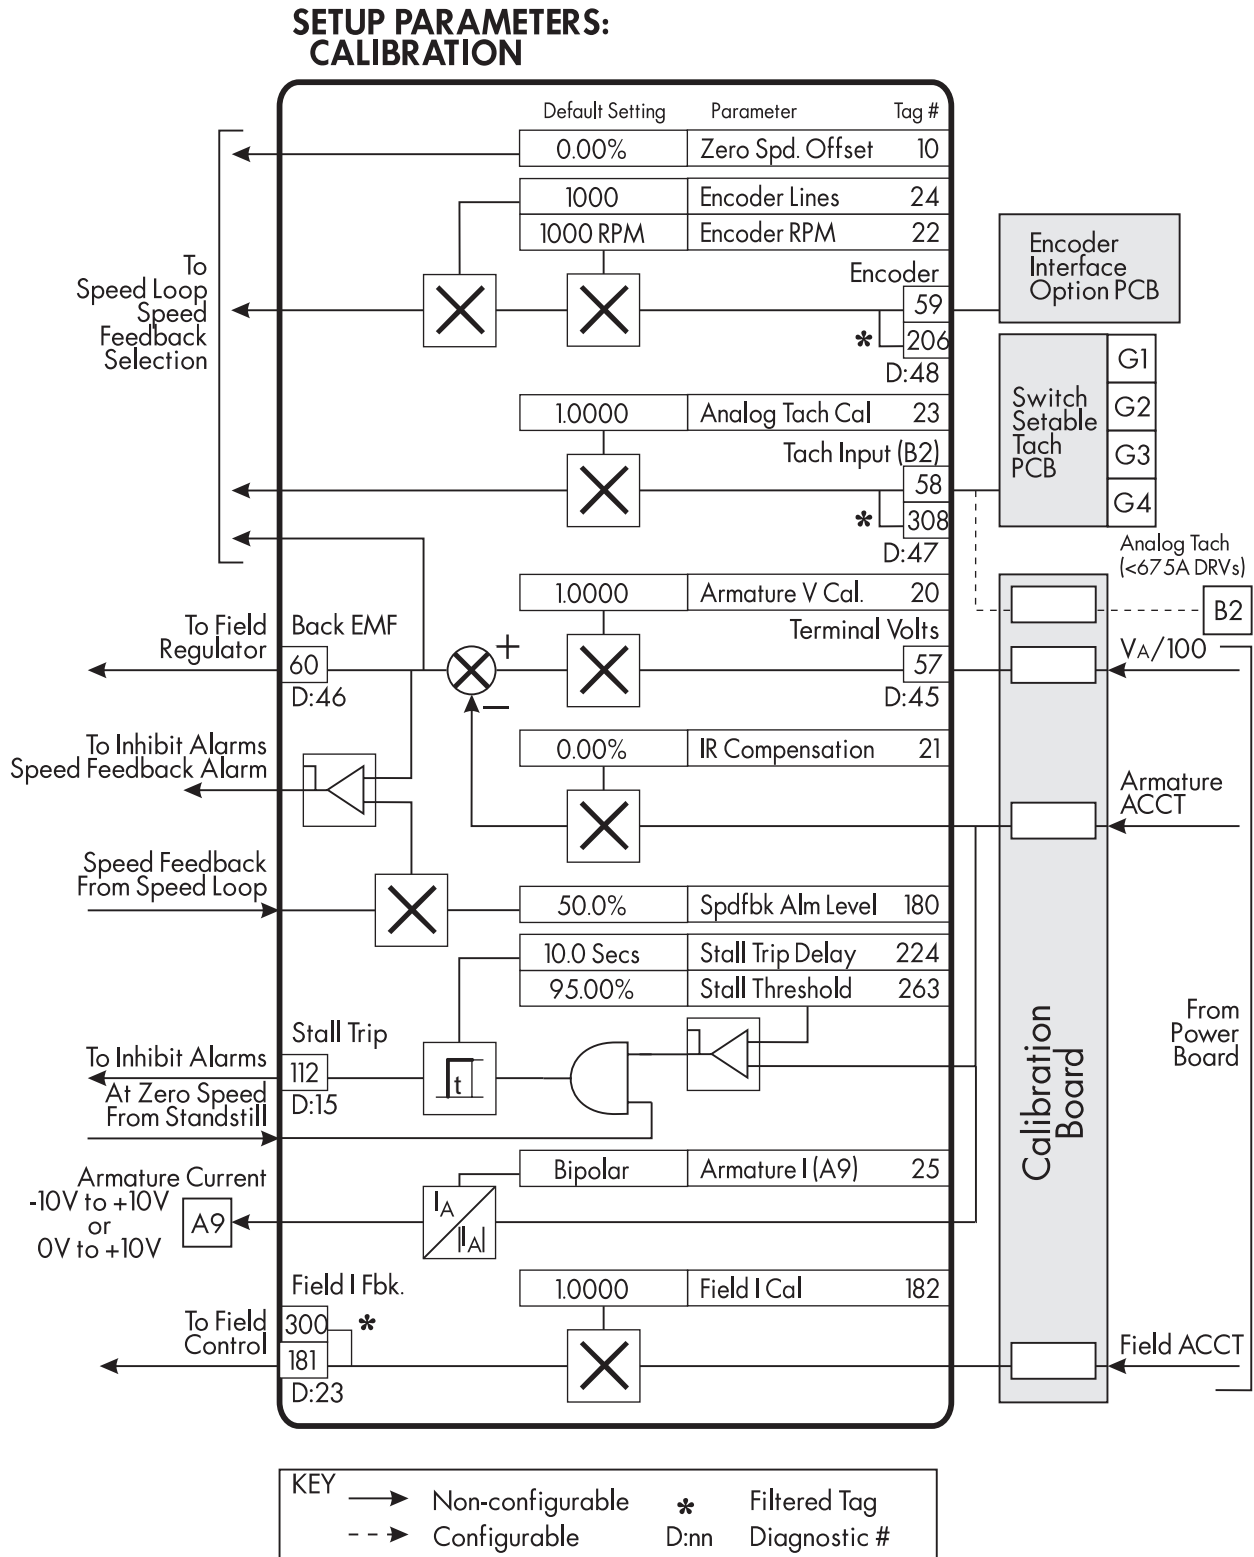 SETUP PARAMETERS:
CALIBRATION
Default Setting Parameter Tag #
0.00% Zero Spd. Offset 10
1000 Encoder Lines 24
1000 RPM Encoder RPM 22
To
Speed Loop
Speed
Feedback
Selection
Encoder
59
* 206
D:48
Encoder
Interface
Option PCB
1.0000 Analog Tach Cal 23
Tach Input (B2)
58
* 308
D:47
Switch
Setable
Tach
PCB
G1
G2
G3
G4
Analog Tach
(<675A DRVs)
B2
1.0000 Armature V Cal. 20
To Field
Regulator
Back EMF
60
D:46
+
−
Terminal Volts
57
D:45
VA/100
To Inhibit Alarms
Speed Feedback Alarm
0.00% IR Compensation 21
Armature
ACCT
Speed Feedback
From Speed Loop
50.0% Spdfbk Alm Level 180
10.0 Secs Stall Trip Delay 224
95.00% Stall Threshold 263
Stall Trip
To Inhibit Alarms
112
D:15
t
At Zero Speed
From Standstill
Calibration
Board
From
Power
Board
Bipolar Armature I (A9) 25
Armature Current
-10V to +10V
or
0V to +10V
A9
IA
|IA|
1.0000 Field I Cal 182
Field I Fbk.
To Field
Control
300 *
181
D:23
Field ACCT
KEY
Non-configurable * Filtered Tag
Configurable D:nn Diagnostic #